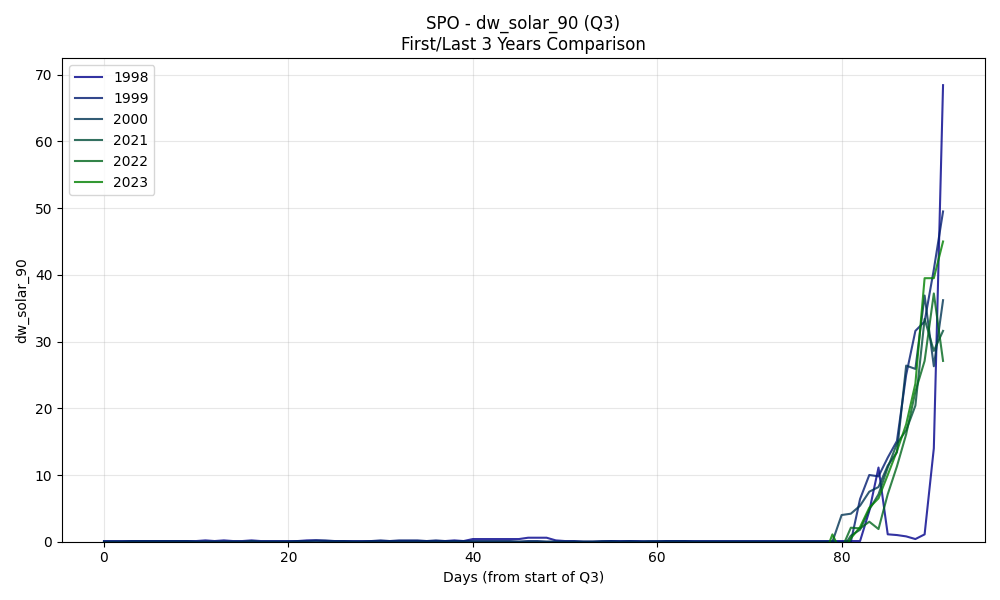 SPO - dw_solar_90 (Q3)
First/Last 3 Years Comparison
70
60
50
40
30
20
10
0
dw_solar_90
1998
1999
2000
2021
2022
2023
0 20 40 60 80
Days (from start of Q3)